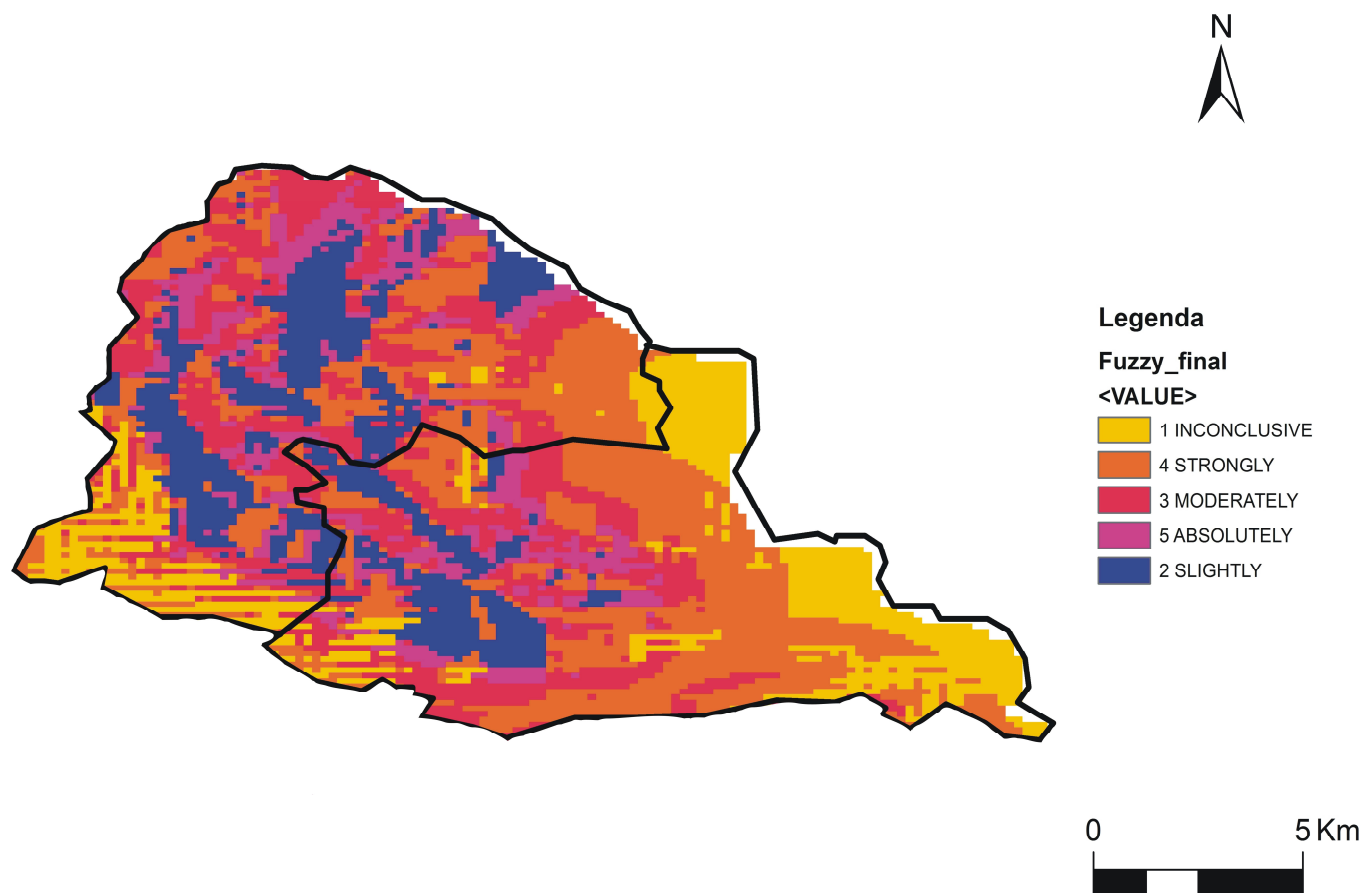 N
Legenda
Fuzzy_final
<VALUE>
1 INCONCLUSIVE
4 STRONGLY
3 MODERATELY
5 ABSOLUTELY
2 SLIGHTLY
0 5 Km